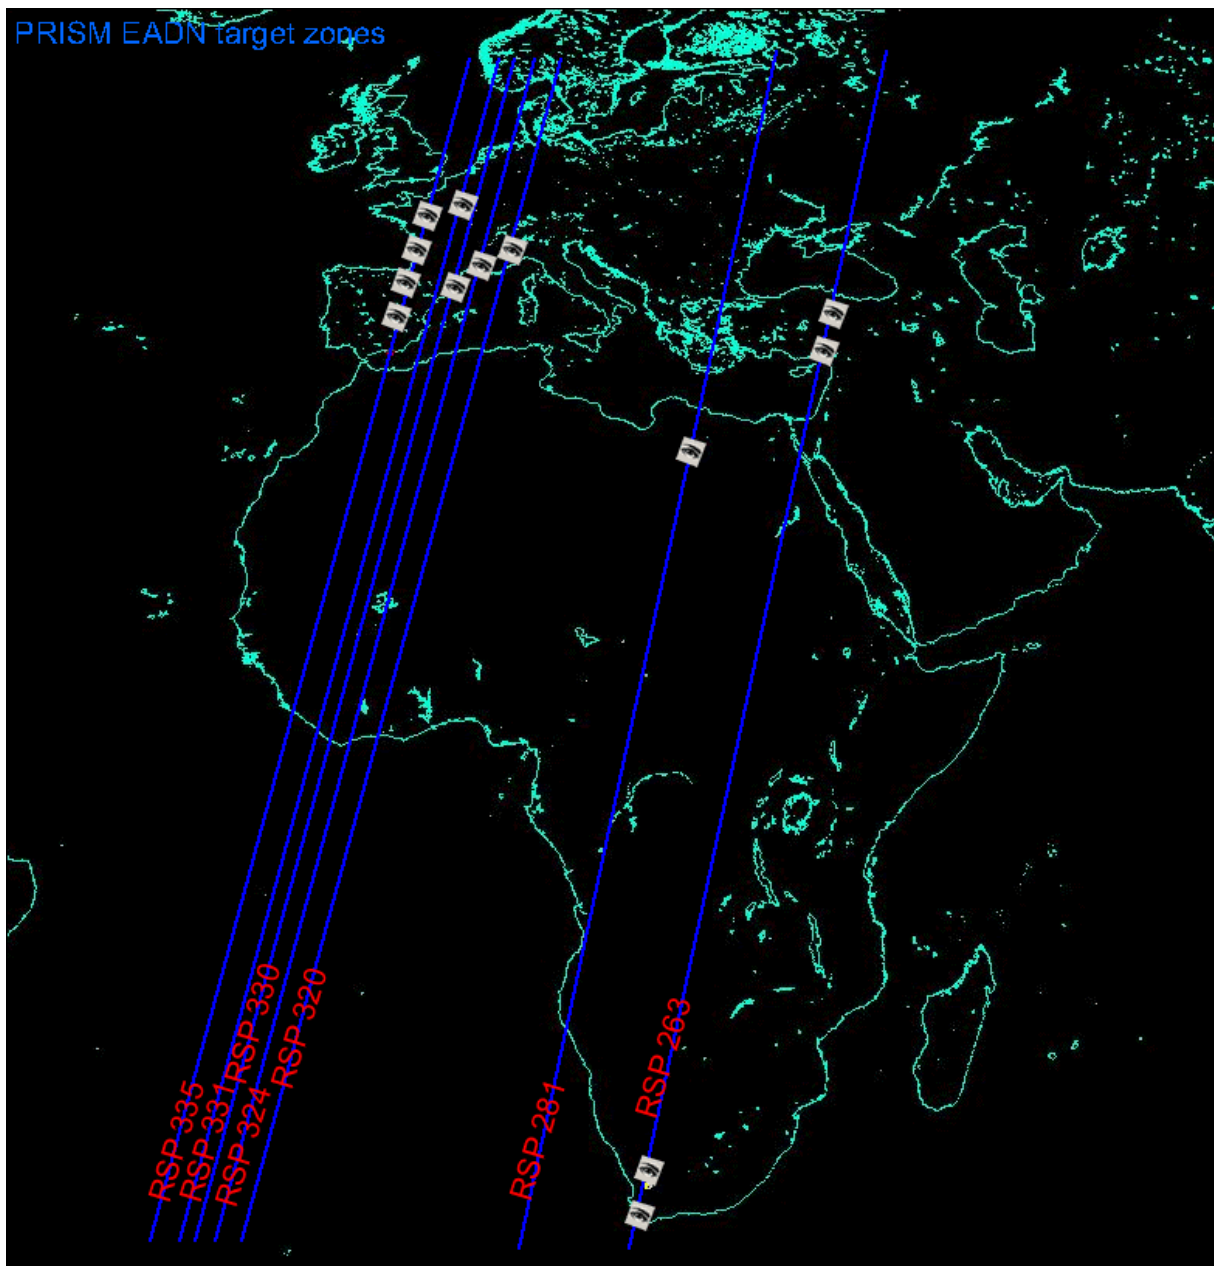 PRISM EADN target zones
RSP 335
RSP 331
RSP 330
RSP 324
RSP 320
RSP 281
RSP 263